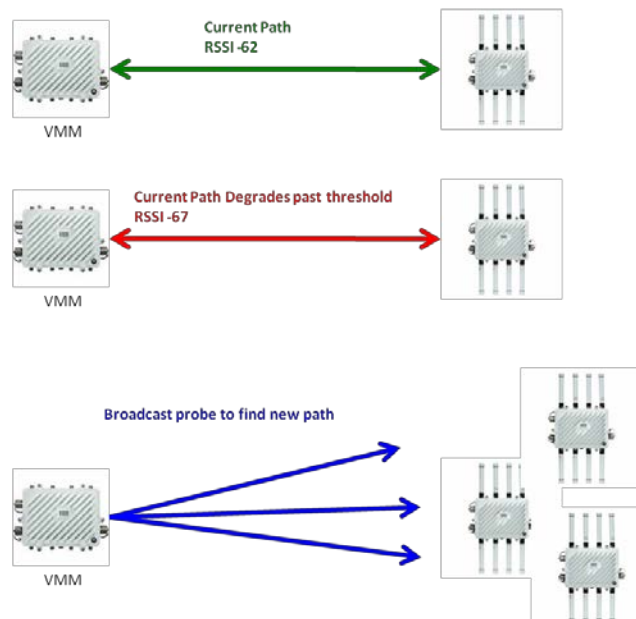 Current Path
RSSI -62
VMM
Current Path Degrades past threshold
RSSI -67
VMM
Broadcast probe to find new path
VMM